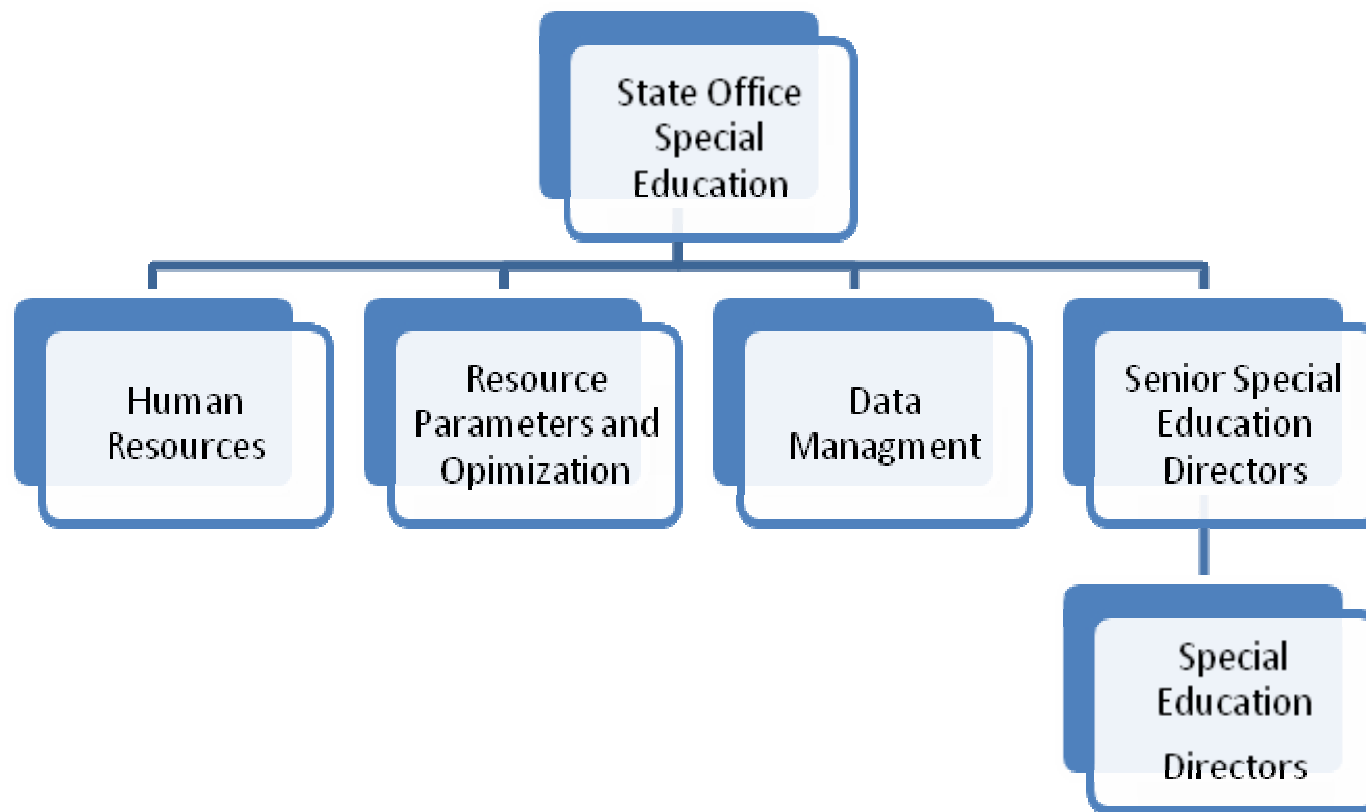 State Office
Special
Education
Human
Resources
Resource
Parameters and
Opimization
Data
Managment
Senior Special
Education
Directors
Special
Education
Directors